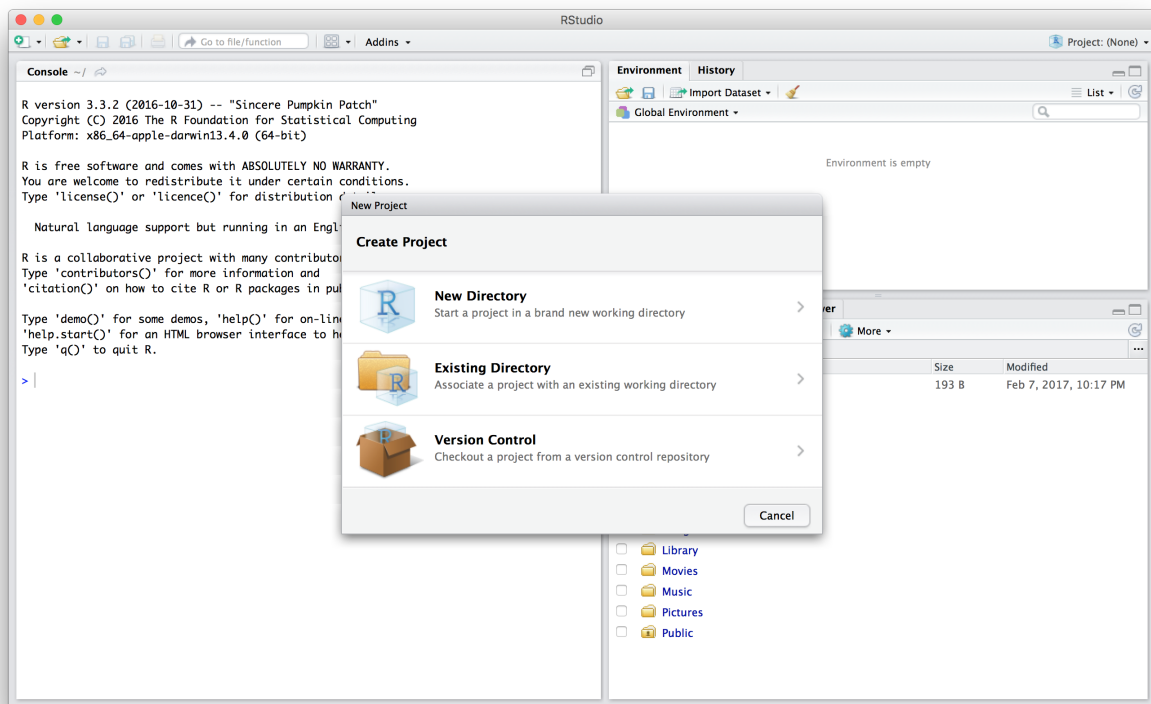 RStudio
Go to file/function
Addins
Project: (None)
Console ~/
R version 3.3.2 (2016-10-31) -- "Sincere Pumpkin Patch"
Copyright (C) 2016 The R Foundation for Statistical Computing
Platform: x86_64-apple-darwin13.4.0 (64-bit)
R is free software and comes with ABSOLUTELY NO WARRANTY.
You are welcome to redistribute it under certain conditions.
Type 'license()' or 'licence()' for distribution
Natural language support but running in an
R is a collaborative project with many
Type 'contributors()' for more information and
'citation()' on how to cite R or R packages in
Type 'demo()' for some demos, 'help()' for
'help.start()' for an HTML browser interface to
Type 'q()' to quit R.
>
Environment History
Import Dataset
List
Global Environment
Environment is empty
New Project
Create Project
R
New Directory
Start a project in a brand new working directory
R
Existing Directory
Associate a project with an existing working directory
R
Version Control
Checkout a project from a version control repository
Cancel
More
Size Modified
193 B Feb 7, 2017, 10:17 PM
Library
Movies
Music
Pictures
Public